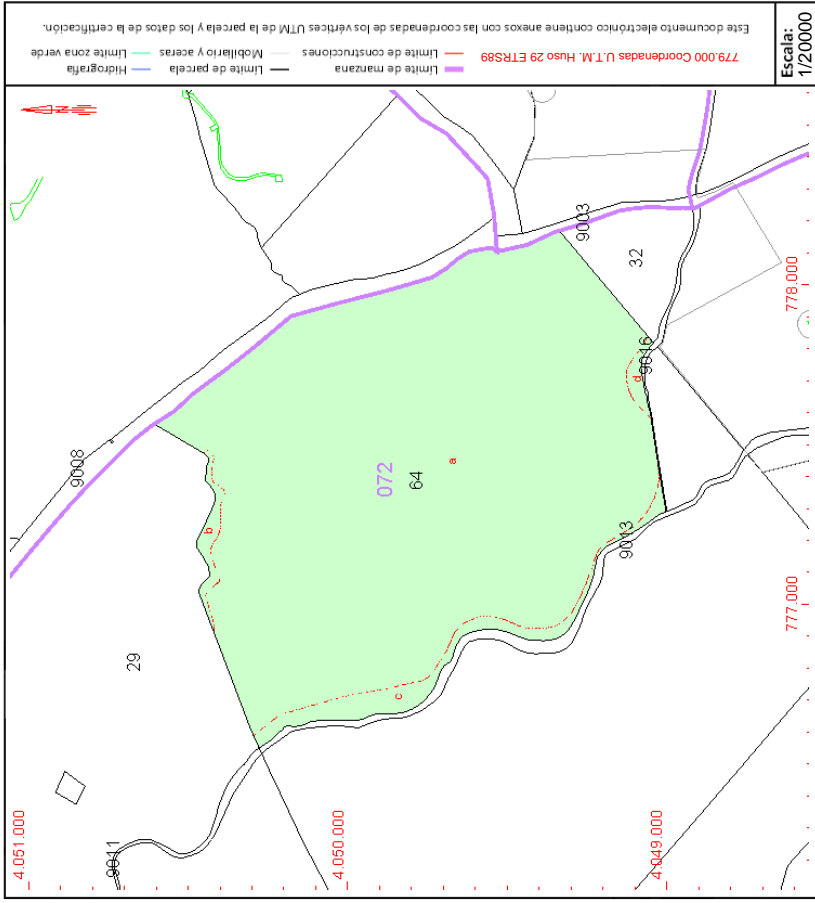 Este documento electrónico contiene anexos con las coordenadas de los vértices UTM de la parcela y los datos de la certificación.
779.000 Coordenadas U.T.M. Huso 29 ETRS89
Límite de manzana
Límite de parcela
Límite de construcciones
Mobiliario y aceras
Límite zona verde
Hidrografía
Escala:
1/20000
4.051.000
4.050.000
4.049.000
778.000
777.000
9011
9008
9003
9016
9013
29
32
072
64
a
b
c
d